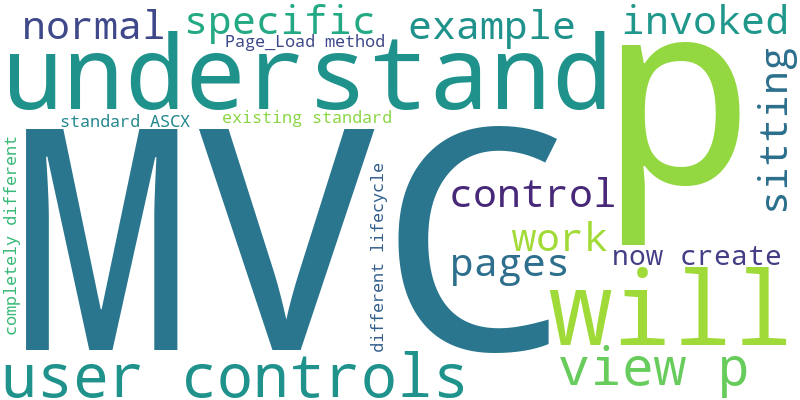 normal
specific
example
invoked
Page_Load method
understand
p
sitting
standard ASCX
existing standard
completely different
MVC
different lifecycle
control
work
now create
pages
will
user controls
view p